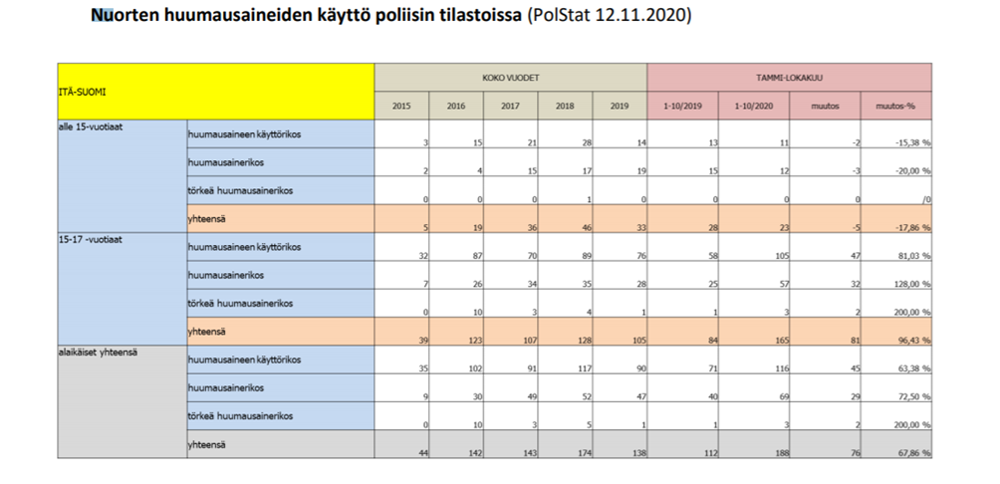 Nuorten huumausaineiden käyttö poliisin tilastoissa (PolStat 12.11.2020)
ITÄ-SUOMI KOKO VUODET TAMMI-LOKAKUU
2015 2016 2017 2018 2019 1-10/2019 1-10/2020 muutos muutos-%
alle 15-vuotiaat huumausaineen käyttörikos 3 15 21 28 14 13 11 -2 -15,38 %
huumausainerikos 2 4 15 17 19 15 12 -3 -20,00 %
törkeä huumausainerikos 0 0 0 1 0 0 0 0 /0
yhteensä 5 19 36 46 33 28 23 -5 -17,86 %
15-17 -vuotiaat huumausaineen käyttörikos 32 87 70 89 76 58 105 47 81,03 %
huumausainerikos 7 26 34 35 28 25 57 32 128,00 %
törkeä huumausainerikos 0 10 3 4 1 1 3 2 200,00 %
yhteensä 39 123 107 128 105 84 165 81 96,43 %
alaikäiset yhteensä huumausaineen käyttörikos 35 102 91 117 90 71 116 45 63,38 %
huumausainerikos 9 30 49 52 47 40 69 29 72,50 %
törkeä huumausainerikos 0 10 3 5 1 1 3 2 200,00 %
yhteensä 44 142 143 174 138 112 188 76 67,86 %